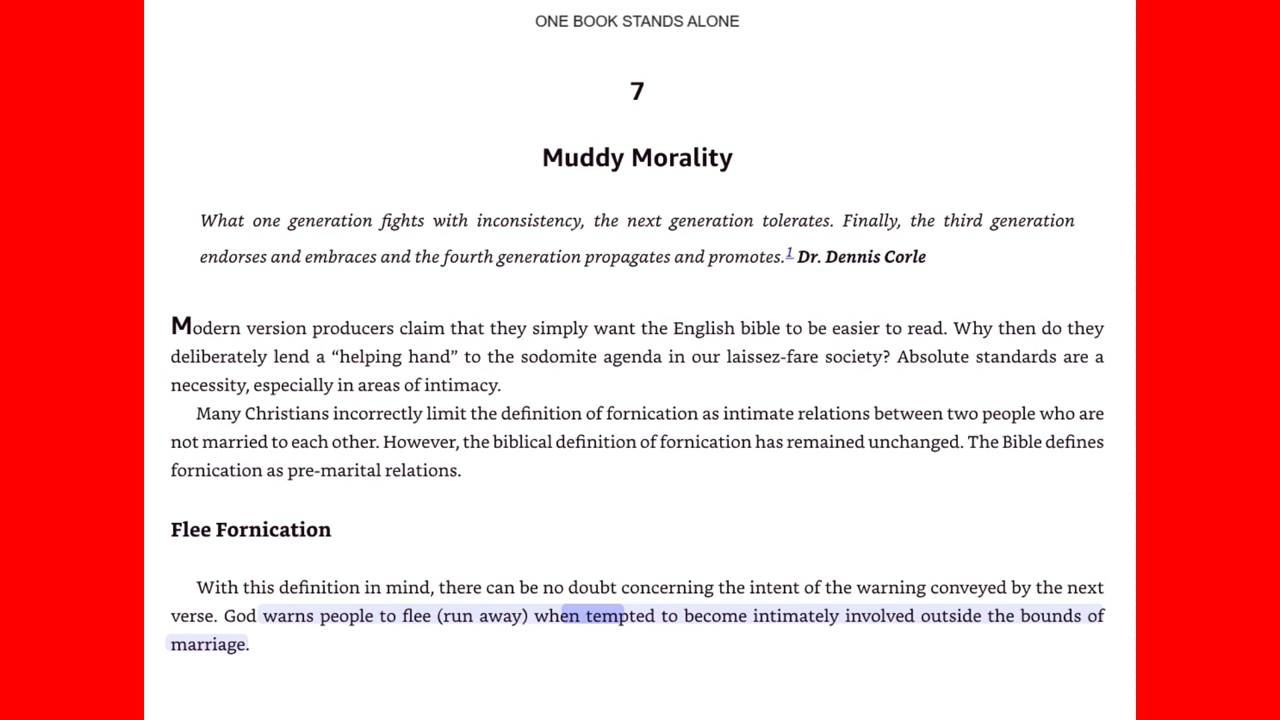 ONE BOOK STANDS ALONE
7
Muddy Morality
What one generation fights with inconsistency, the next generation tolerates. Finally, the third generation
endorses and embraces and the fourth generation propagates and promotes.1 Dr. Dennis Corle
Modern version producers claim that they simply want the English bible to be easier to read. Why then do they
deliberately lend a “helping hand” to the sodomite agenda in our laissez-fare society? Absolute standards are a
necessity, especially in areas of intimacy.
Many Christians incorrectly limit the definition of fornication as intimate relations between two people who are
not married to each other. However, the biblical definition of fornication has remained unchanged. The Bible defines
fornication as pre-marital relations.
Flee Fornication
With this definition in mind, there can be no doubt concerning the intent of the warning conveyed by the next
verse. God warns people to flee (run away) when tempted to become intimately involved outside the bounds of
marriage.